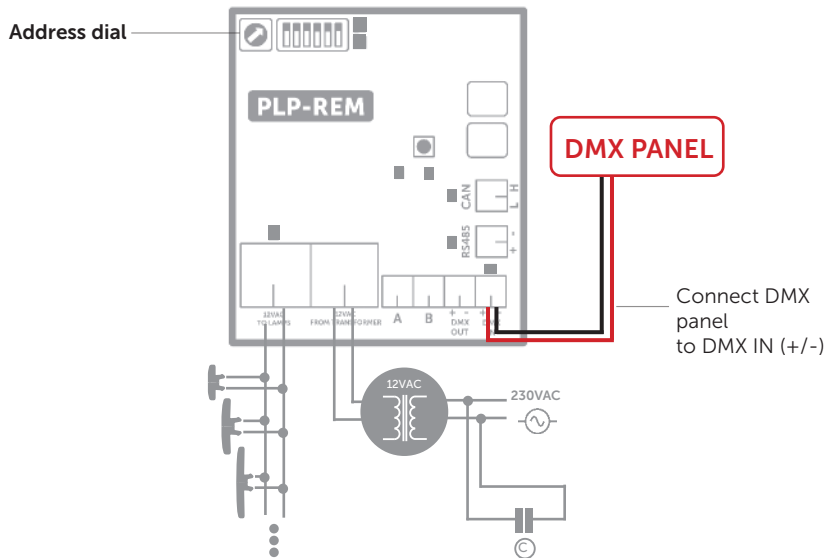 Address dial
PLP-REM
DMX PANEL
CAN
H
L
RS485
-
+
12VAC
TO LAMPS
12VAC
FROM TRANSFORMER
A
B
+ -
DMX
OUT
+ -
Connect DMX
panel
to DMX IN (+/-)
12VAC
230VAC
C